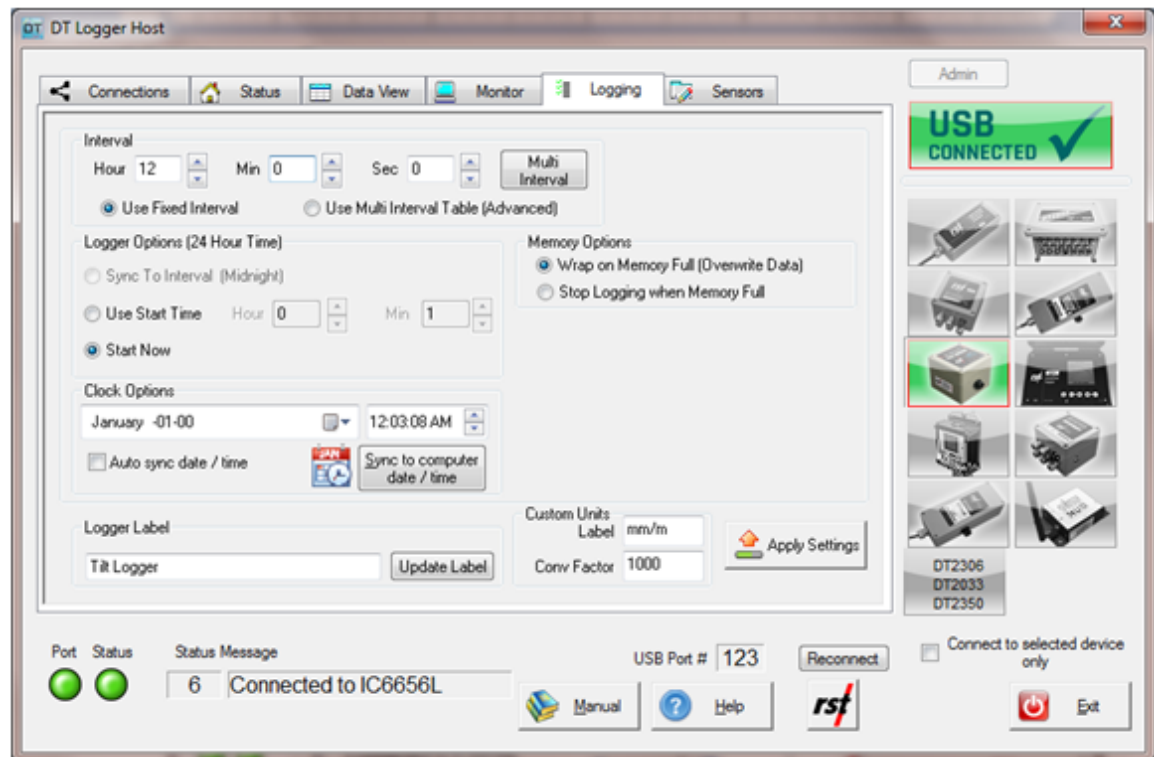 DT DT Logger Host
Admin
Connections Status Data View Monitor Logging Sensors
USB
CONNECTED
Interval
Hour 12 Min 0 Sec 0 Multi
Interval
Use Fixed Interval Use Multi Interval Table (Advanced)
Logger Options (24 Hour Time)
Sync To Interval (Midnight)
Use Start Time Hour 0 Min 1
Start Now
Memory Options
Wrap on Memory Full (Overwrite Data)
Stop Logging when Memory Full
Clock Options
January -01-00 12:03:08 AM
Auto sync date / time JAN Sync to computer
date / time
Logger Label
Tilt Logger Update Label
Custom Units
Label mm/m
Conv Factor 1000
Apply Settings
DT2306
DT2033
DT2350
Port Status Status Message
6 Connected to IC6656L
USB Port # 123 Reconnect
Connect to selected device
only
Manual Help rst Exit